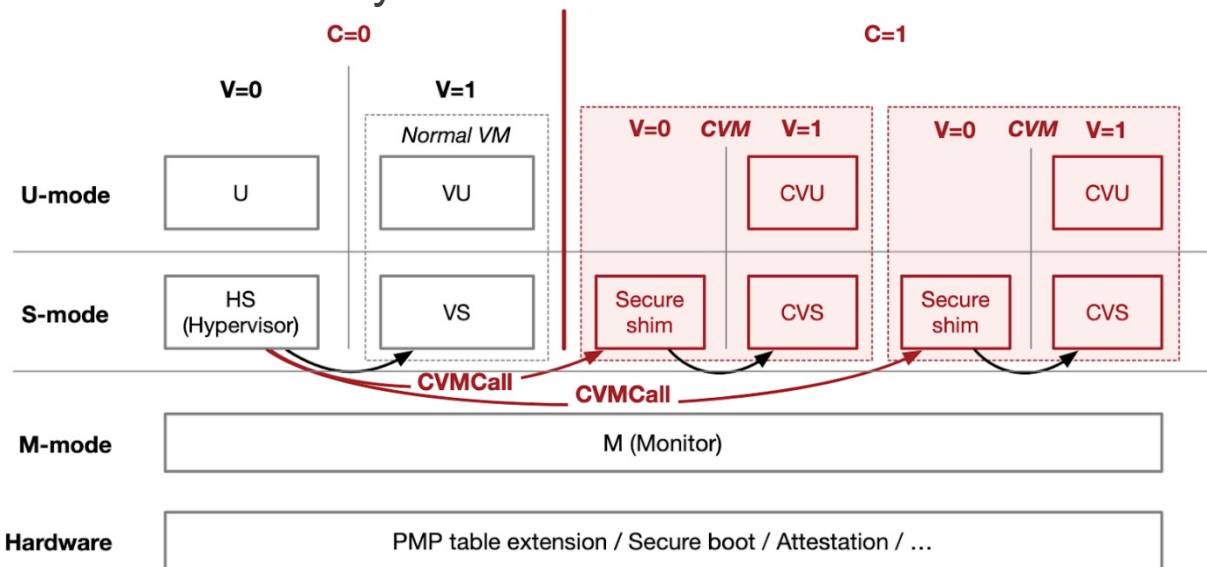 y
C=0
C=1
V=0
V=1
Normal VM
V=0 CVM V=1
V=0 CVM V=1
U-mode
U
VU
CVU
CVU
S-mode
HS
(Hypervisor)
VS
Secure
shim
CVS
Secure
shim
CVS
CVMCall
CVMCall
M-mode
M (Monitor)
Hardware
PMP table extension / Secure boot / Attestation / …